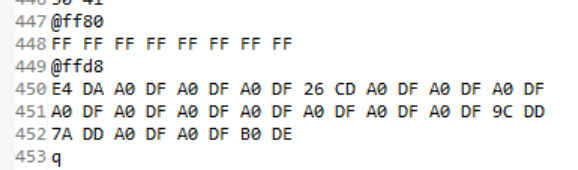 446 30 41
447 @ff80
448 FF FF FF FF FF FF FF FF
449 @ffd8
450 E4 DA A0 DF A0 DF A0 DF 26 CD A0 DF A0 DF A0 DF
451 A0 DF A0 DF A0 DF A0 DF A0 DF A0 DF A0 DF 9C DD
452 7A DD A0 DF A0 DF B0 DE
453 q